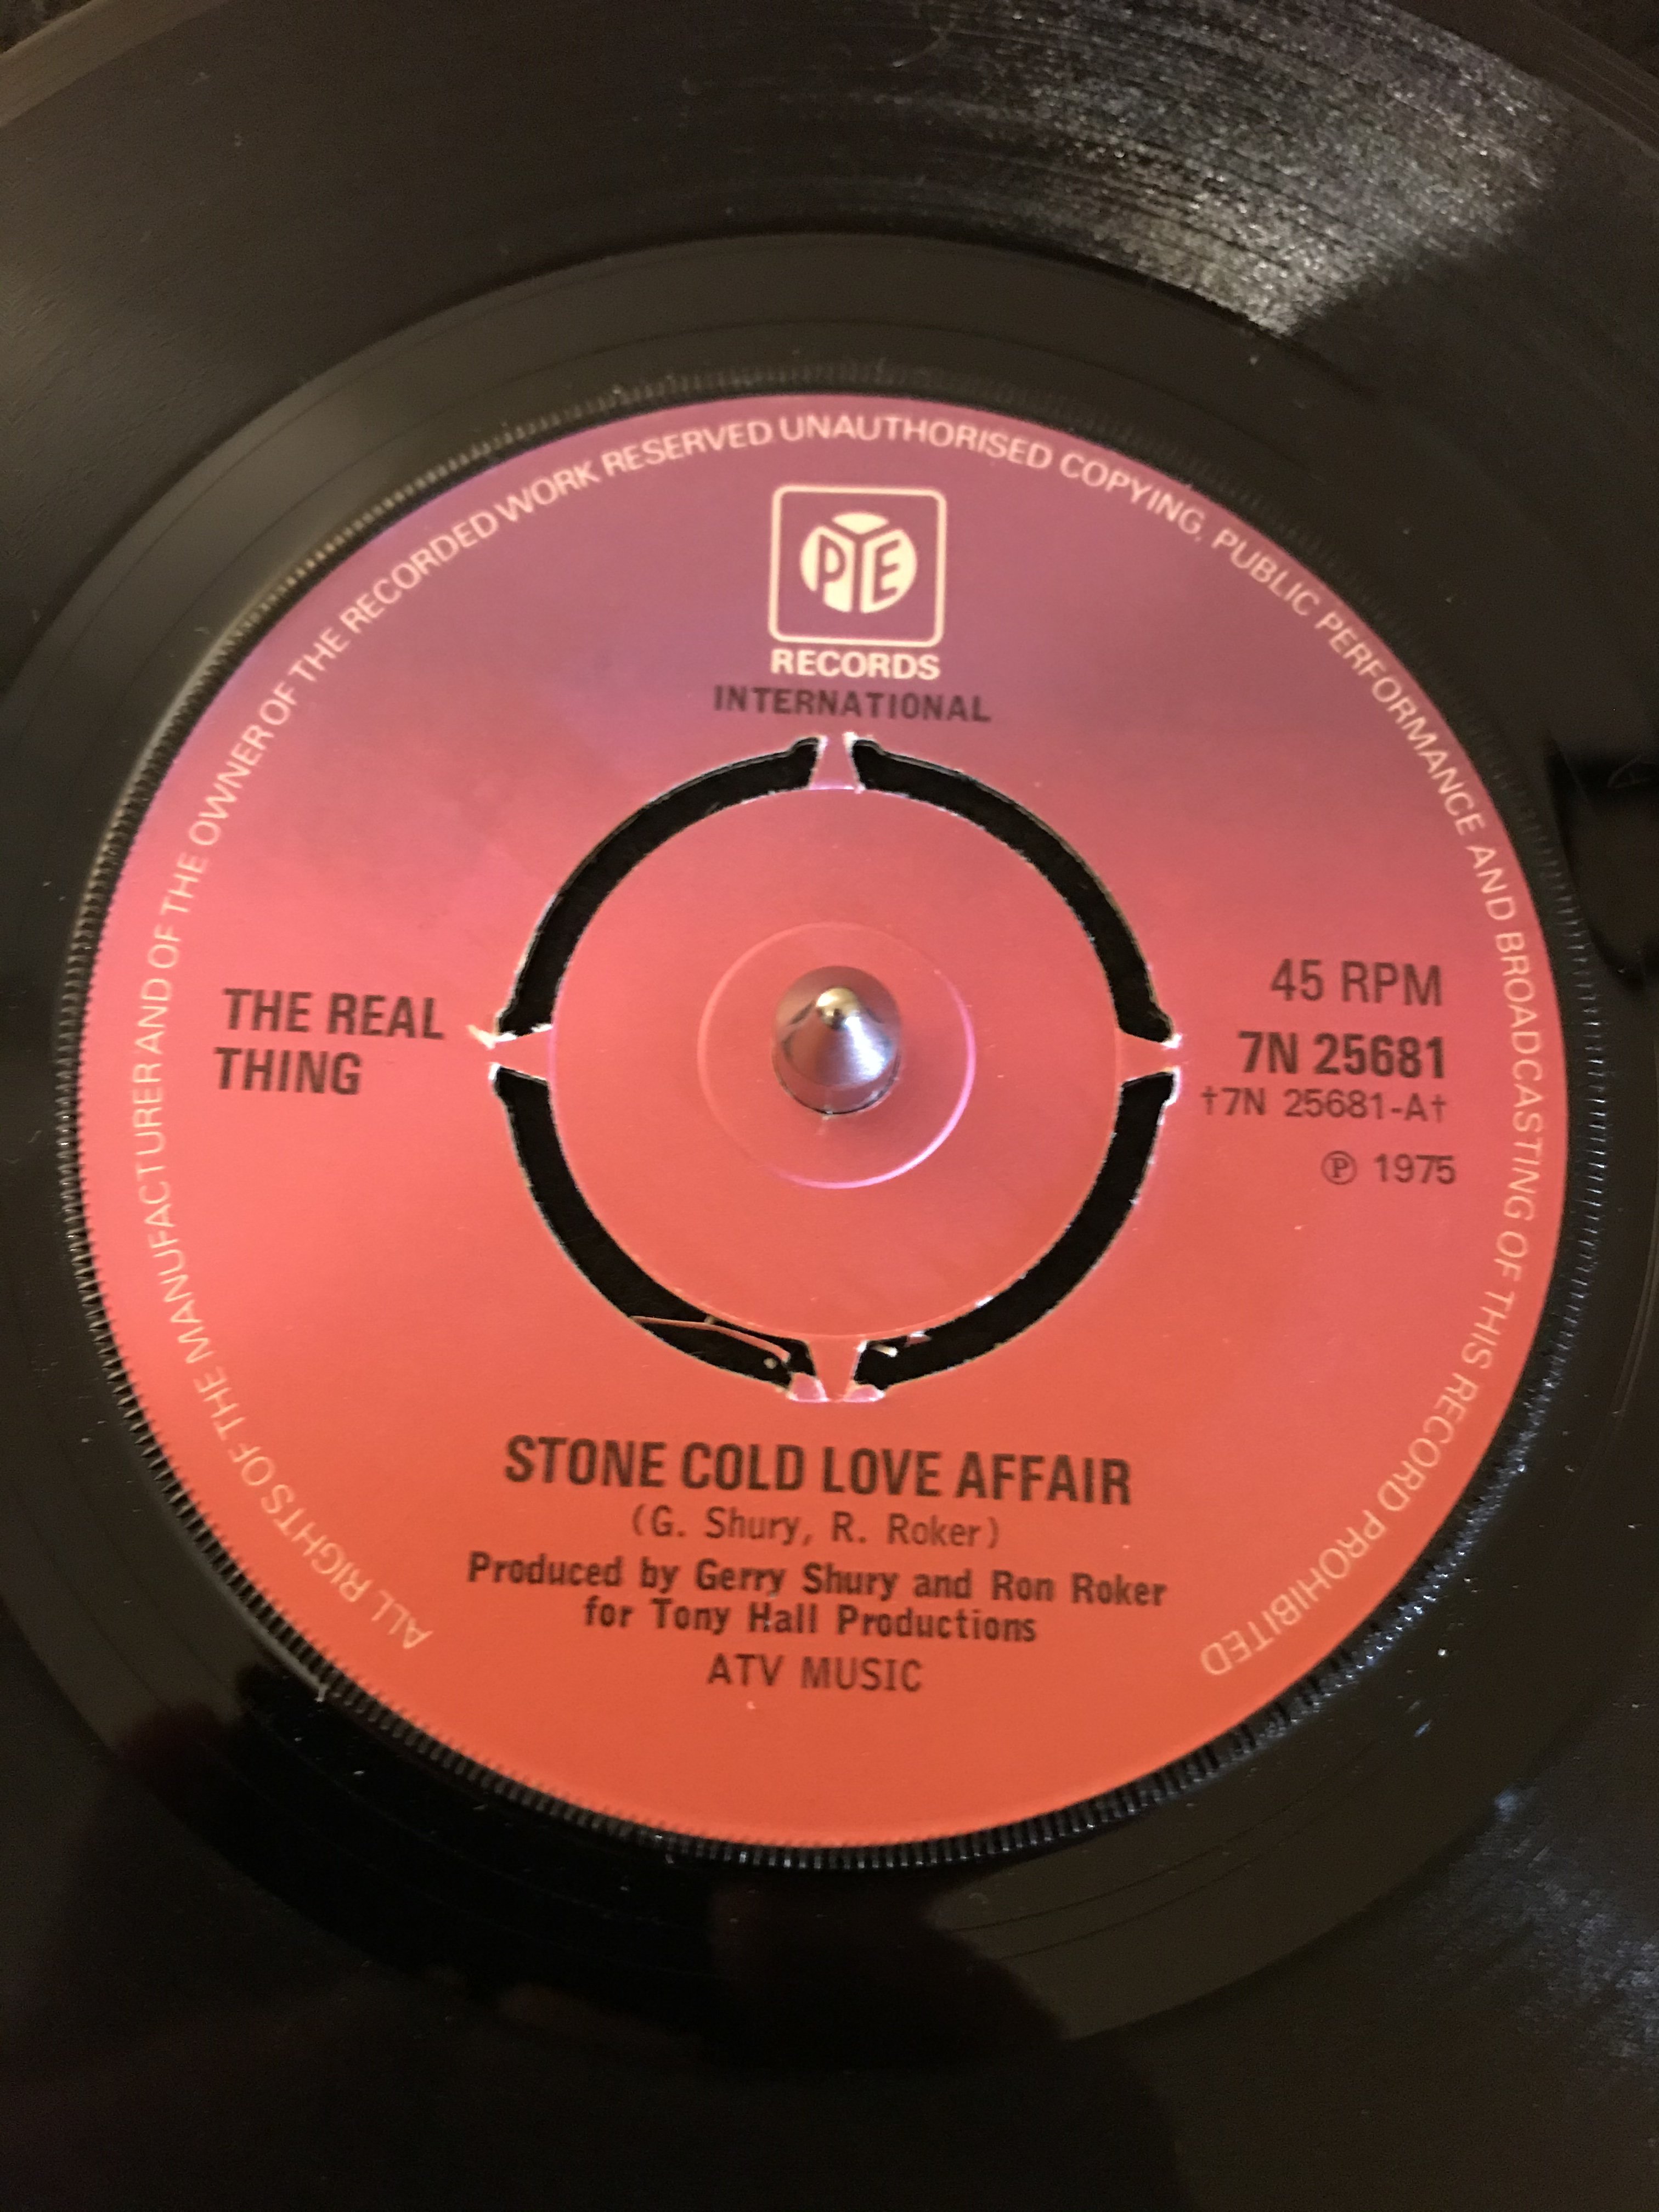 ALL RIGHTS OF THE MANUFACTURER AND OF THE OWNER OF THE RECORDED WORK RESERVED UNAUTHORISED COPYING, PUBLIC PERFORMANCE AND BROADCASTING OF THIS RECORD PROHIBITED
PYE
RECORDS
INTERNATIONAL
THE REAL
THING
45 RPM
7N 25681
†7N 25681-A†
Ⓟ 1975
STONE COLD LOVE AFFAIR
(G. Shury, R. Roker)
Produced by Gerry Shury and Ron Roker
for Tony Hall Productions
ATV MUSIC